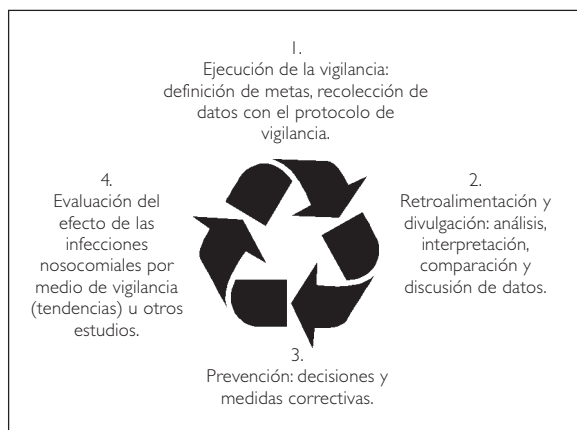 1.
Ejecución de la vigilancia:
definición de metas, recolección de
datos con el protocolo de
vigilancia.
2.
Retroalimentación y
divulgación: análisis,
interpretación,
comparación y
discusión de datos.
3.
Prevención: decisiones y
medidas correctivas.
4.
Evaluación del
efecto de las
infecciones
nosocomiales por
medio de vigilancia
(tendencias) u otros
estudios.